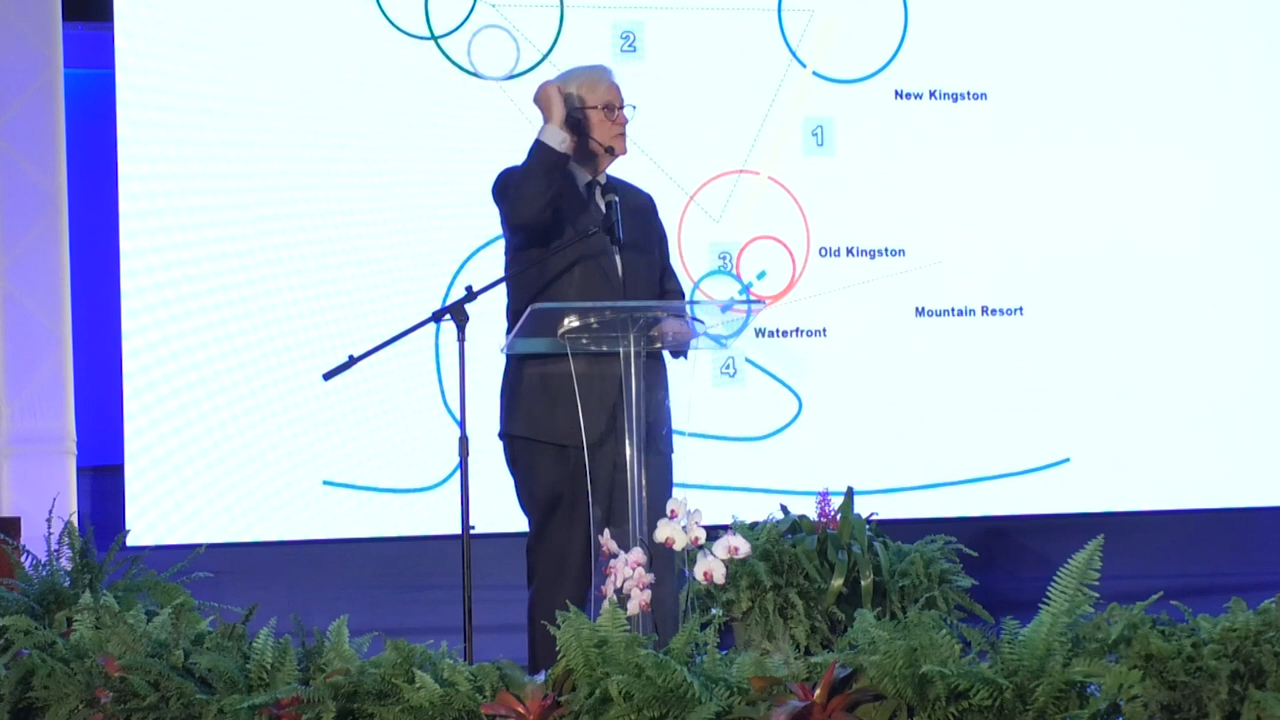 2
New Kingston
1
Old Kingston
3
Mountain Resort
Waterfront
4